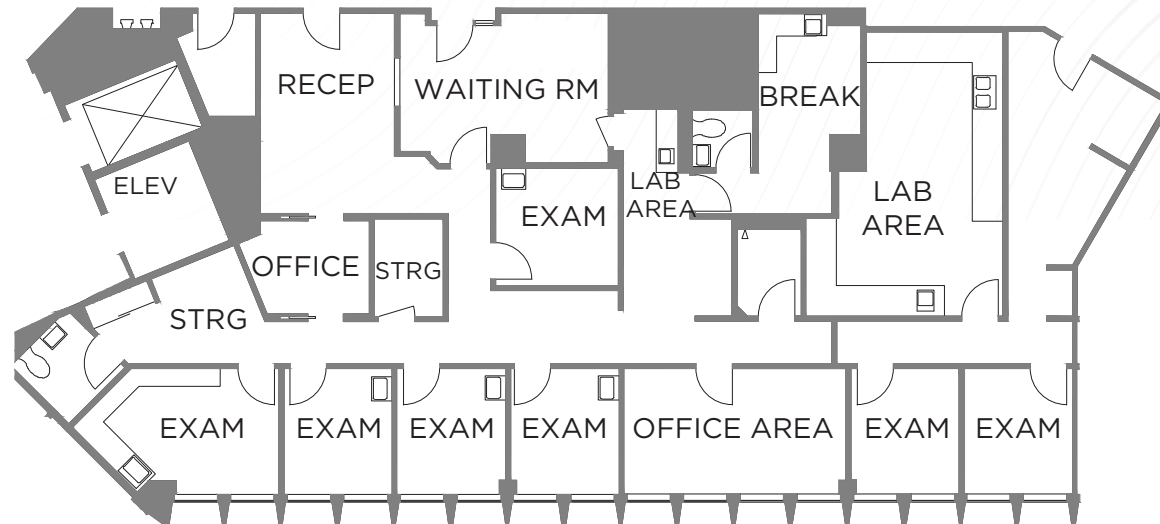 RECEP
WAITING RM
BREAK
ELEV
LAB
AREA
EXAM
LAB
AREA
OFFICE
STRG
STRG
EXAM
EXAM
EXAM
EXAM
OFFICE AREA
EXAM
EXAM